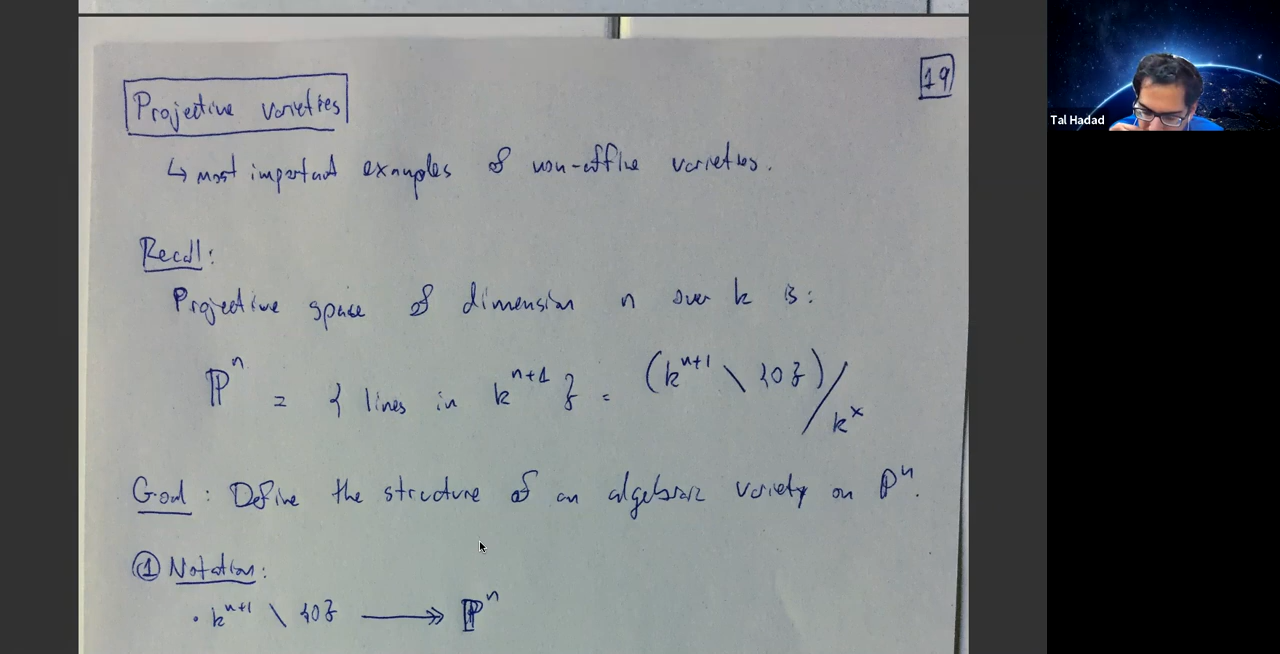 19
Projective varieties
↳ most important examples of non-affine varieties.
Recall:
Projective space of dimension n over k is:
ℙⁿ = { lines in kⁿ⁺¹ } = (kⁿ⁺¹ \ {0}) / kˣ
Goal: Define the structure of an algebraic variety on ℙⁿ.
① Notation:
• kⁿ⁺¹ \ {0} ↠ ℙⁿ
Tal Hadad